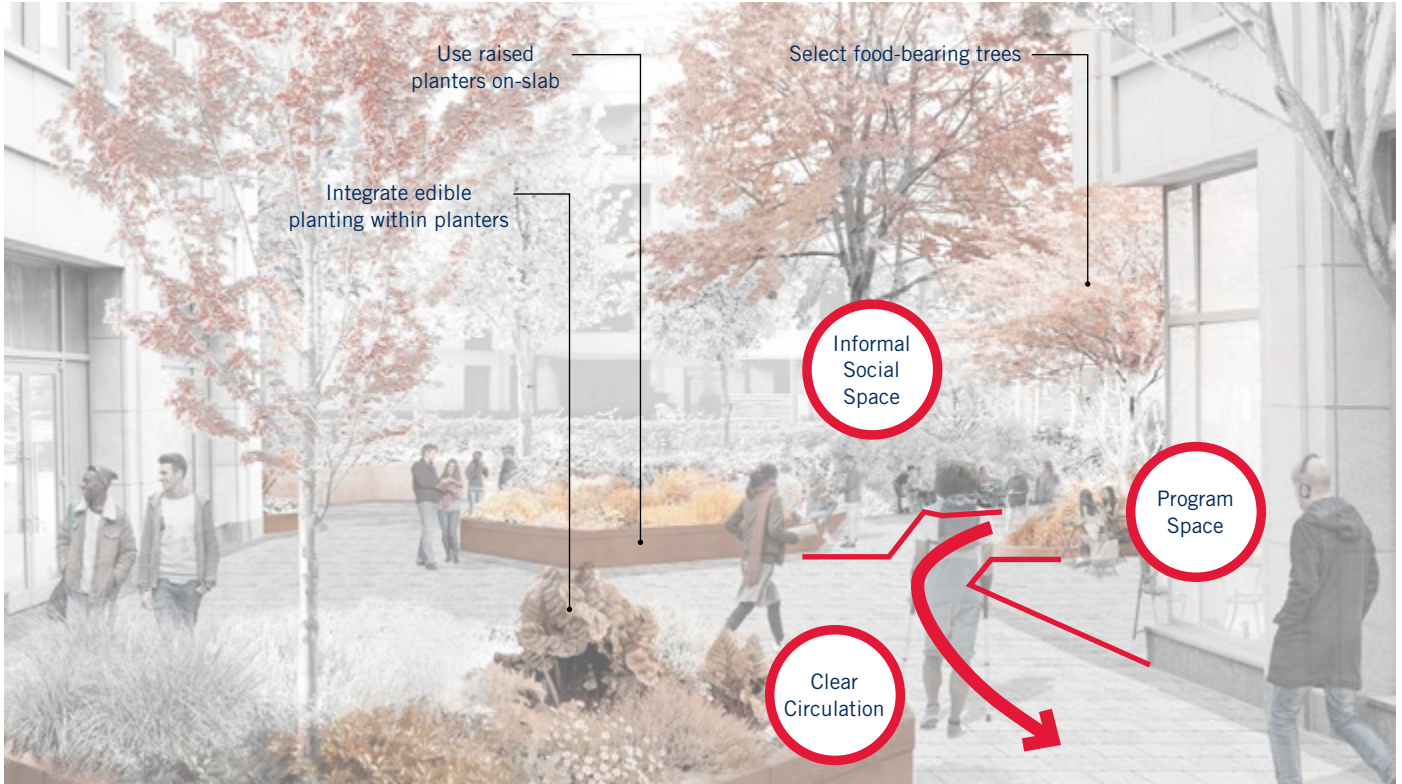 Use raised
planters on-slab
Select food-bearing trees
Integrate edible
planting within planters
Informal
Social
Space
Program
Space
Clear
Circulation